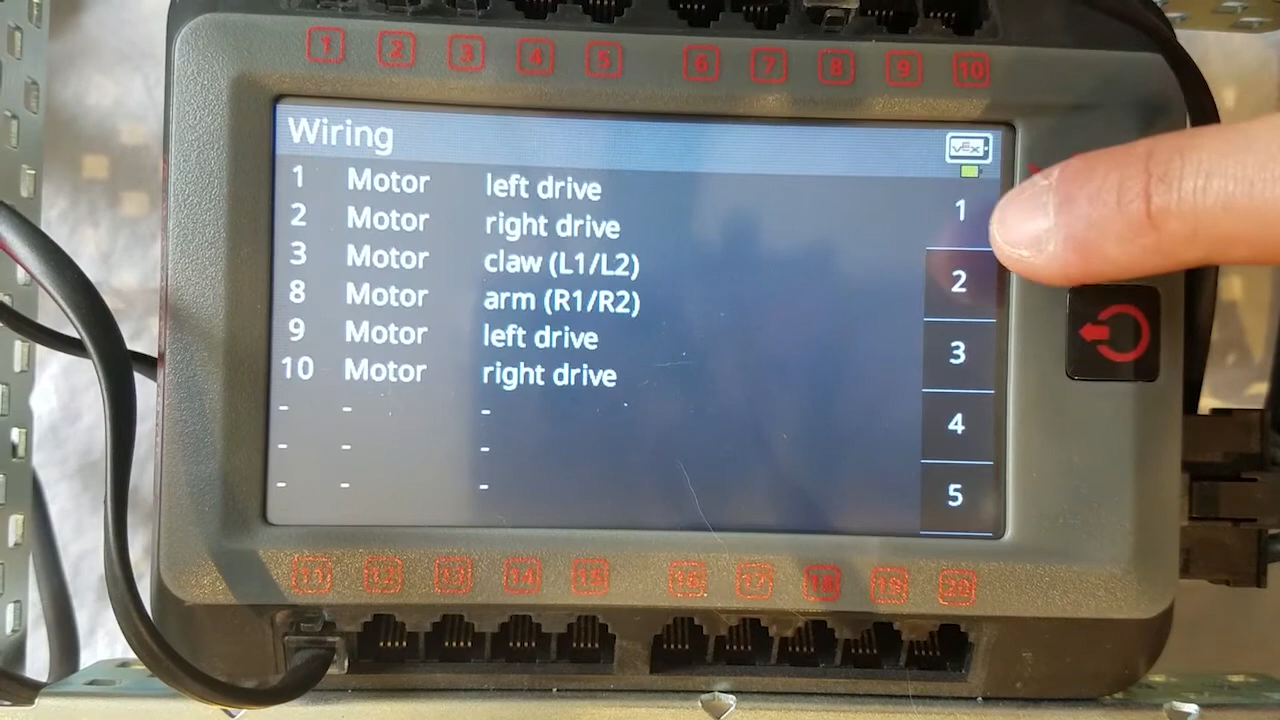 1 2 3 4 5 6 7 8 9 10
Wiring
VEX
1 Motor left drive
2 Motor right drive
3 Motor claw (L1/L2)
8 Motor arm (R1/R2)
9 Motor left drive
10 Motor right drive
- - -
- - -
- - -
1
2
3
4
5
11 12 13 14 15 16 17 18 19 20